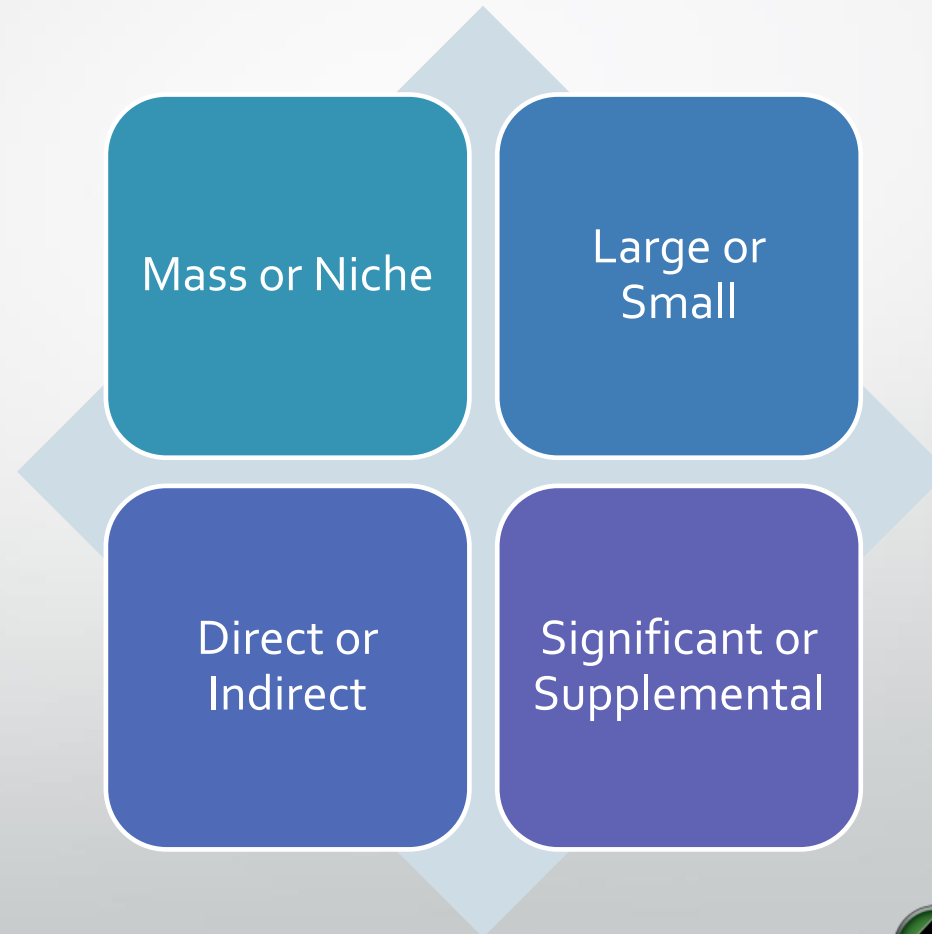 Mass or Niche
Large or
Small
Direct or
Indirect
Significant or
Supplemental